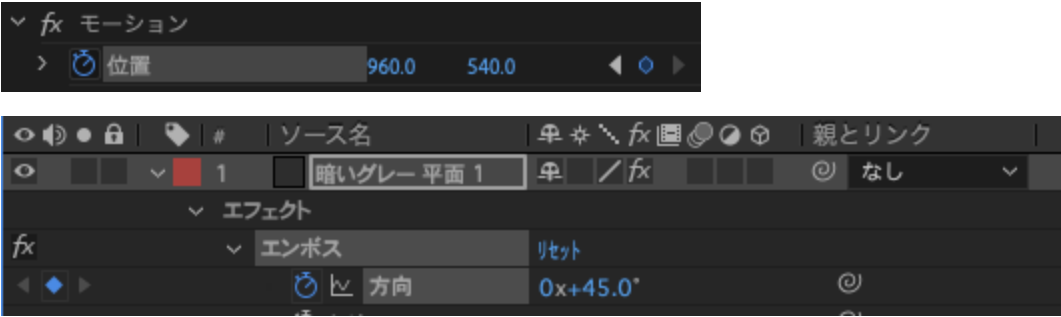 fx モーション
位置 960.0 540.0
# ソース名 fx 親とリンク
1 暗いグレー 平面 1 fx なし
エフェクト
fx エンボス リセット
方向 0x+45.0°